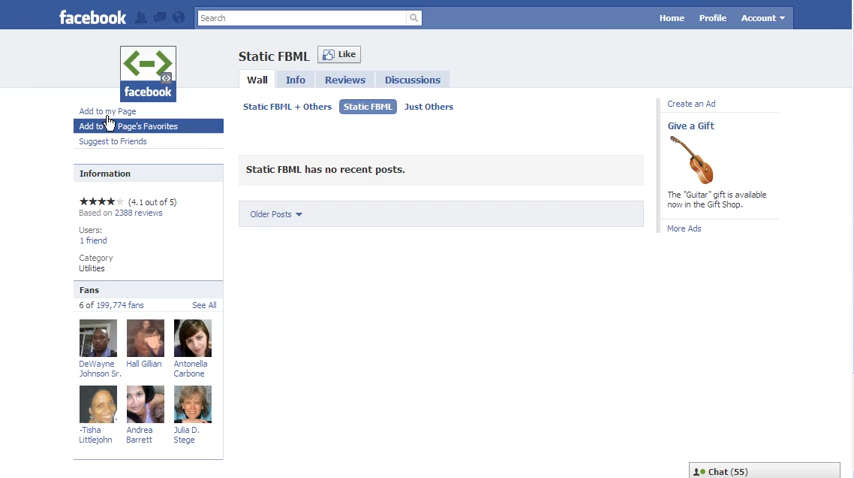 facebook
Search
Home Profile Account
facebook
Static FBML
Like
Wall Info Reviews Discussions
Add to my Page
Add to Page's Favorites
Suggest to Friends
Static FBML + Others Static FBML Just Others
Static FBML has no recent posts.
Older Posts
Information
(4.1 out of 5)
Based on 2388 reviews
Users:
1 friend
Category
Utilities
Fans
6 of 199,774 fans See All
DeWayne Johnson Sr.
Hall Gillian
Antonella Carbone
-Tisha Littlejohn
Andrea Barrett
Julia D. Stege
Create an Ad
Give a Gift
The "Guitar" gift is available
now in the Gift Shop.
More Ads
Chat (55)